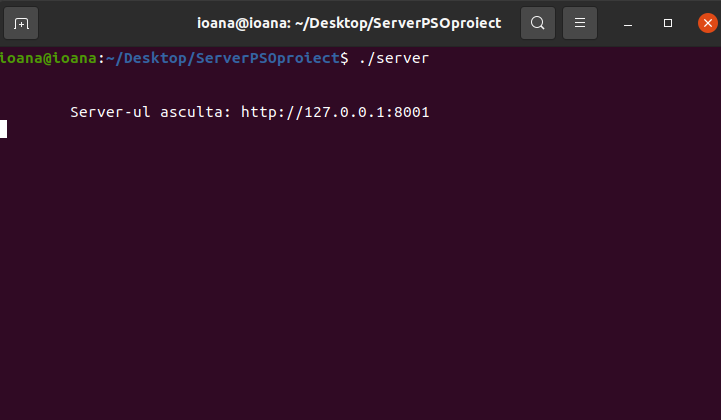 ioana@ioana: ~/Desktop/ServerPSOproiect
ioana@ioana:~/Desktop/ServerPSOproiect$ ./server
Server-ul asculta: http://127.0.0.1:8001